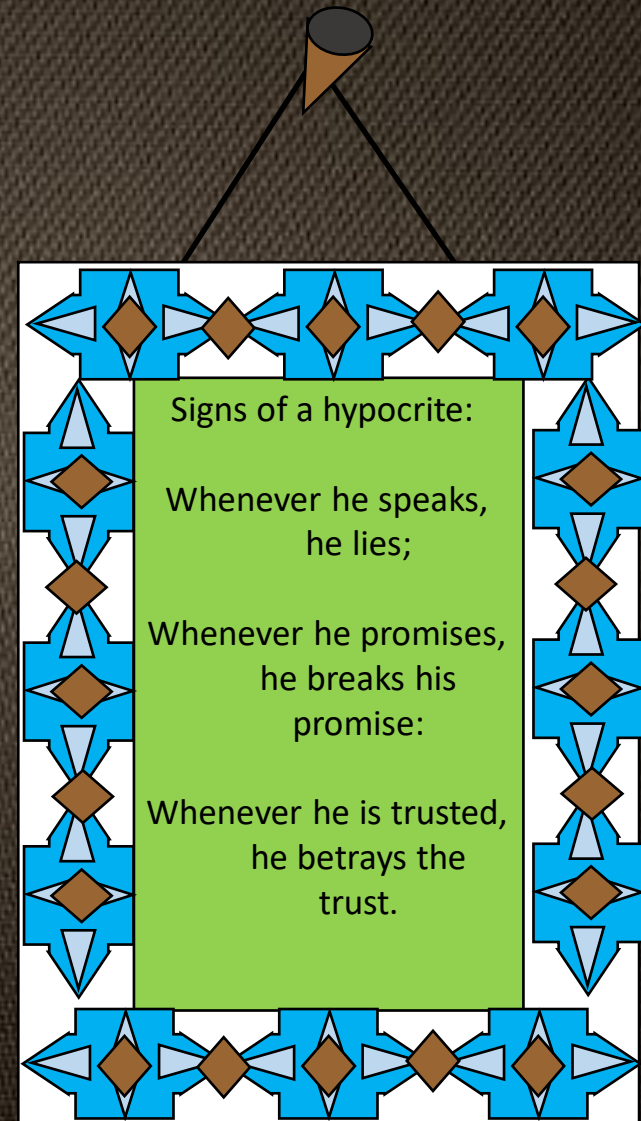 Signs of a hypocrite:
Whenever he speaks,
he lies;
Whenever he promises,
he breaks his
promise:
Whenever he is trusted,
he betrays the
trust.